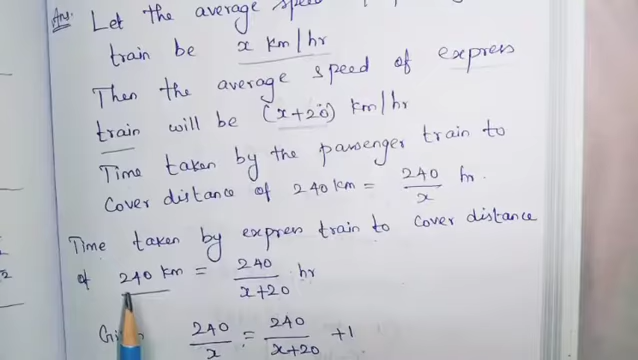 Ans. Let the average speed
train be x km/hr
Then the average speed of express
train will be (x+20) km/hr
Time taken by the passenger train to
cover distance of 240 km = 240/x hr.
Time taken by express train to cover distance
of 240 km = 240/x+20 hr
240/x = 240/x+20 +1